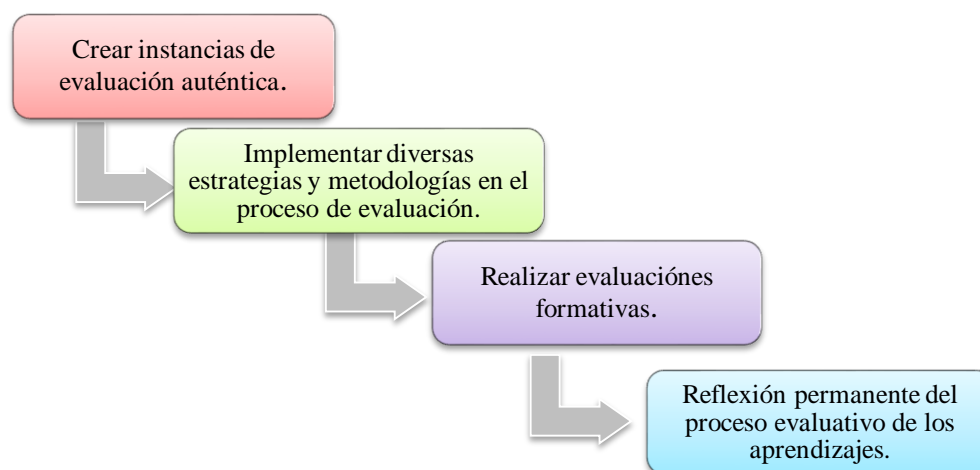 Crear instancias de
evaluación auténtica.
Implementar diversas
estrategias y metodologías en el
proceso de evaluación.
Realizar evaluaciónes
formativas.
Reflexión permanente del
proceso evaluativo de los
aprendizajes.